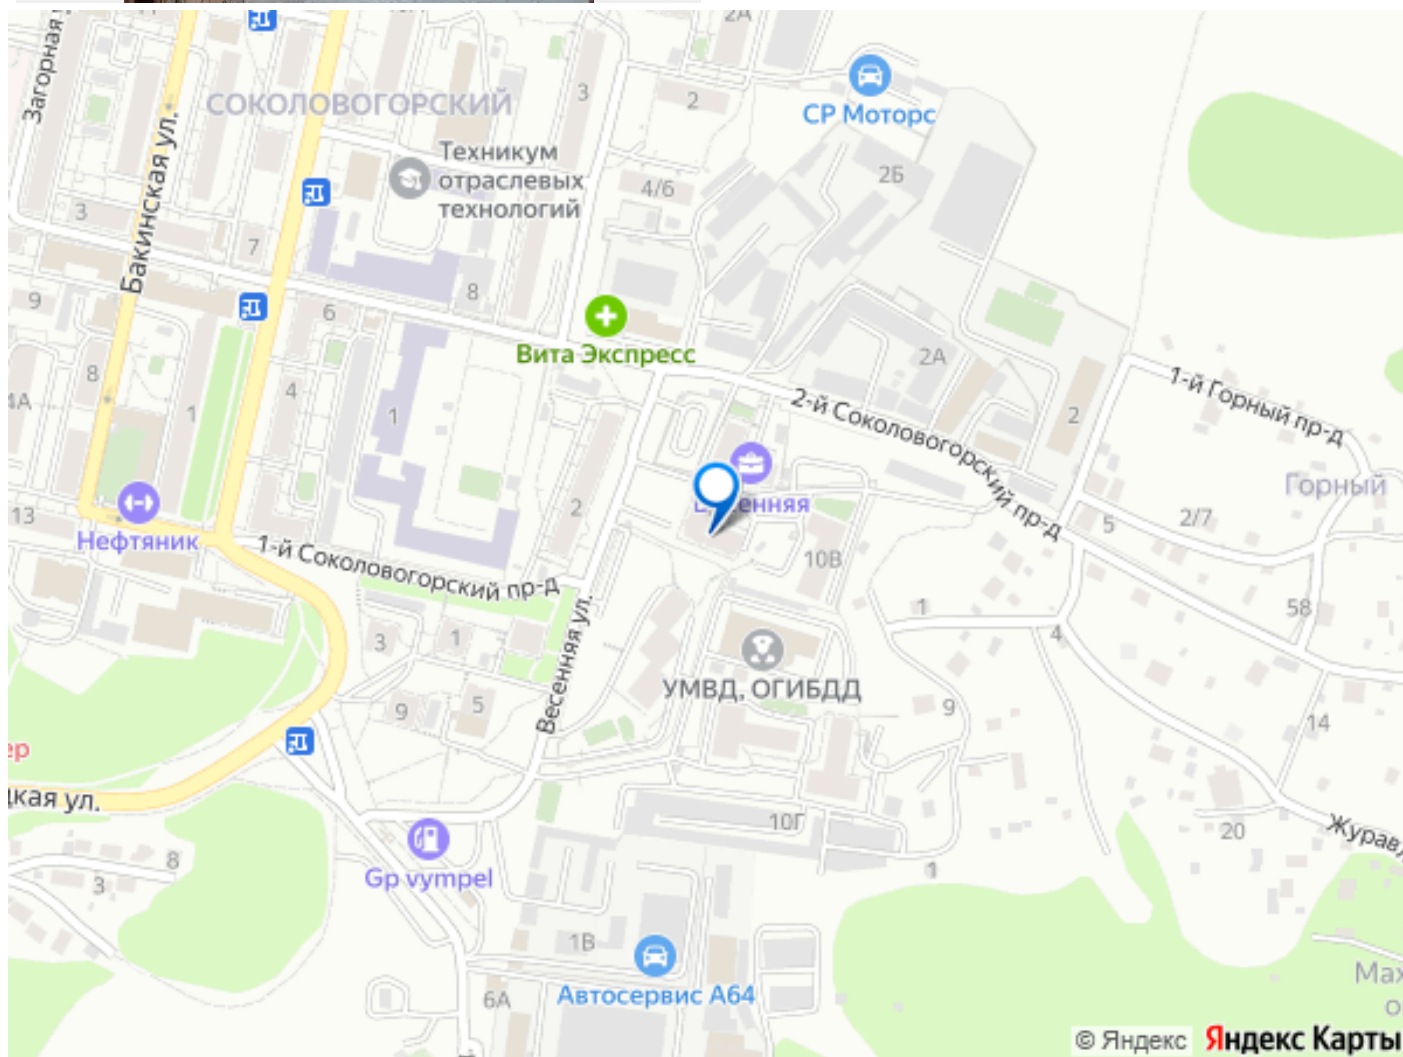 2А
Загорная
СОКОЛОВОГОРСКИЙ
СР Моторс
3
2
Бакинская ул.
Техникум
отраслевых
технологий
2Б
4/6
3
7
8
9
6
Вита Экспресс
2А
1-й Горный пр-д
8
4
4А
1
1
2-й Соколовогорский пр-д
2
Горный
13
Нефтяник
2
5
2/7
1-й Соколовогорский пр-д
10В
1
58
3
1
4
Весенняя ул.
УМВД, ОГИБДД
9
5
9
14
ер
кая ул.
10Г
20
Журав
8
3
Gp vympel
1
1В
6А
Автосервис А64
Мах
о
© Яндекс Яндекс Карты